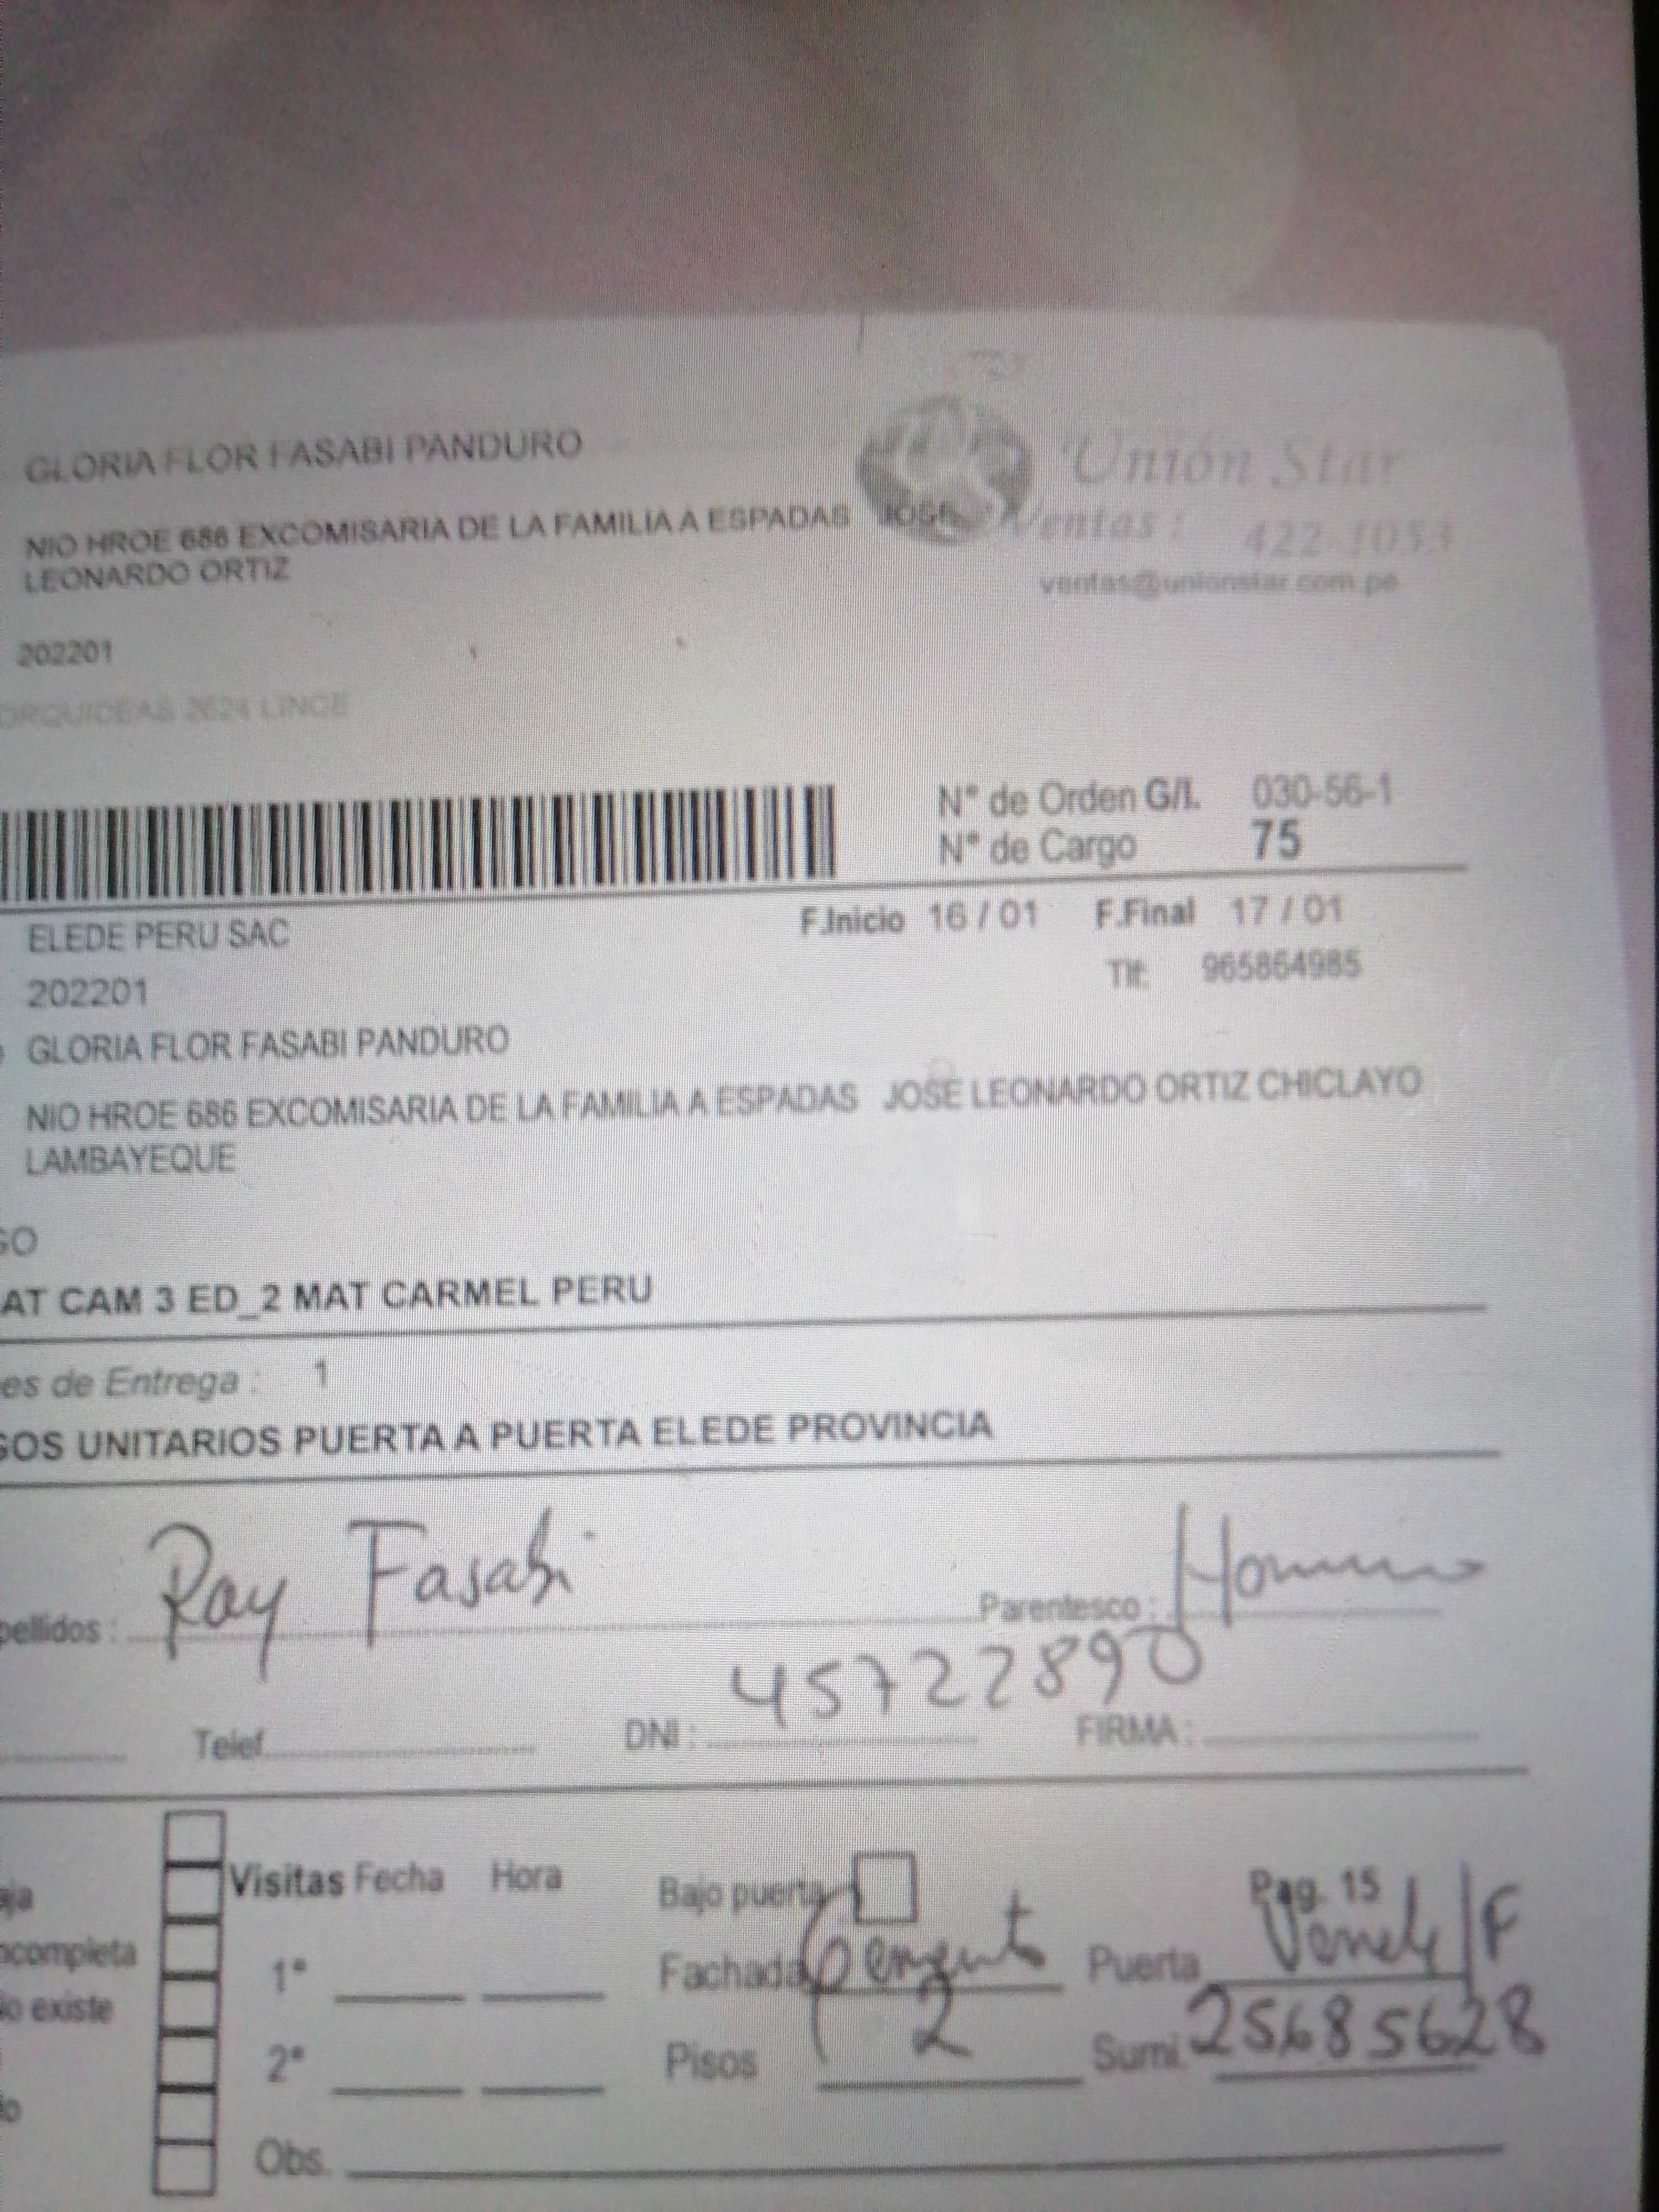 GLORIA FLOR FASABI PANDURO
Unión Star
NIO HROE 686 EXCOMISARIA DE LA FAMILIA A ESPADAS JOSE
LEONARDO ORTIZ
Ventas : 422-1053
ventas@unionstar.com.pe
202201
ORQUIDEAS 2624 LINCE
N° de Orden G/I. 030-56-1
N° de Cargo 75
ELEDE PERU SAC
F.Inicio 16 / 01 F.Final 17 / 01
202201
Tlf: 965864985
GLORIA FLOR FASABI PANDURO
NIO HROE 686 EXCOMISARIA DE LA FAMILIA A ESPADAS JOSE LEONARDO ORTIZ CHICLAYO
LAMBAYEQUE
GO
AT CAM 3 ED_2 MAT CARMEL PERU
es de Entrega : 1
GOS UNITARIOS PUERTA A PUERTA ELEDE PROVINCIA
pellidos : Ray Fasabi Parentesco :
Telef. DNI : 45722890 FIRMA :
Visitas Fecha Hora Bajo puerta Pag. 15
aja
ncompleta
1° Fachada Puerta
lo existe
2° Pisos 2 Sumi. 25685628
lo
Obs.